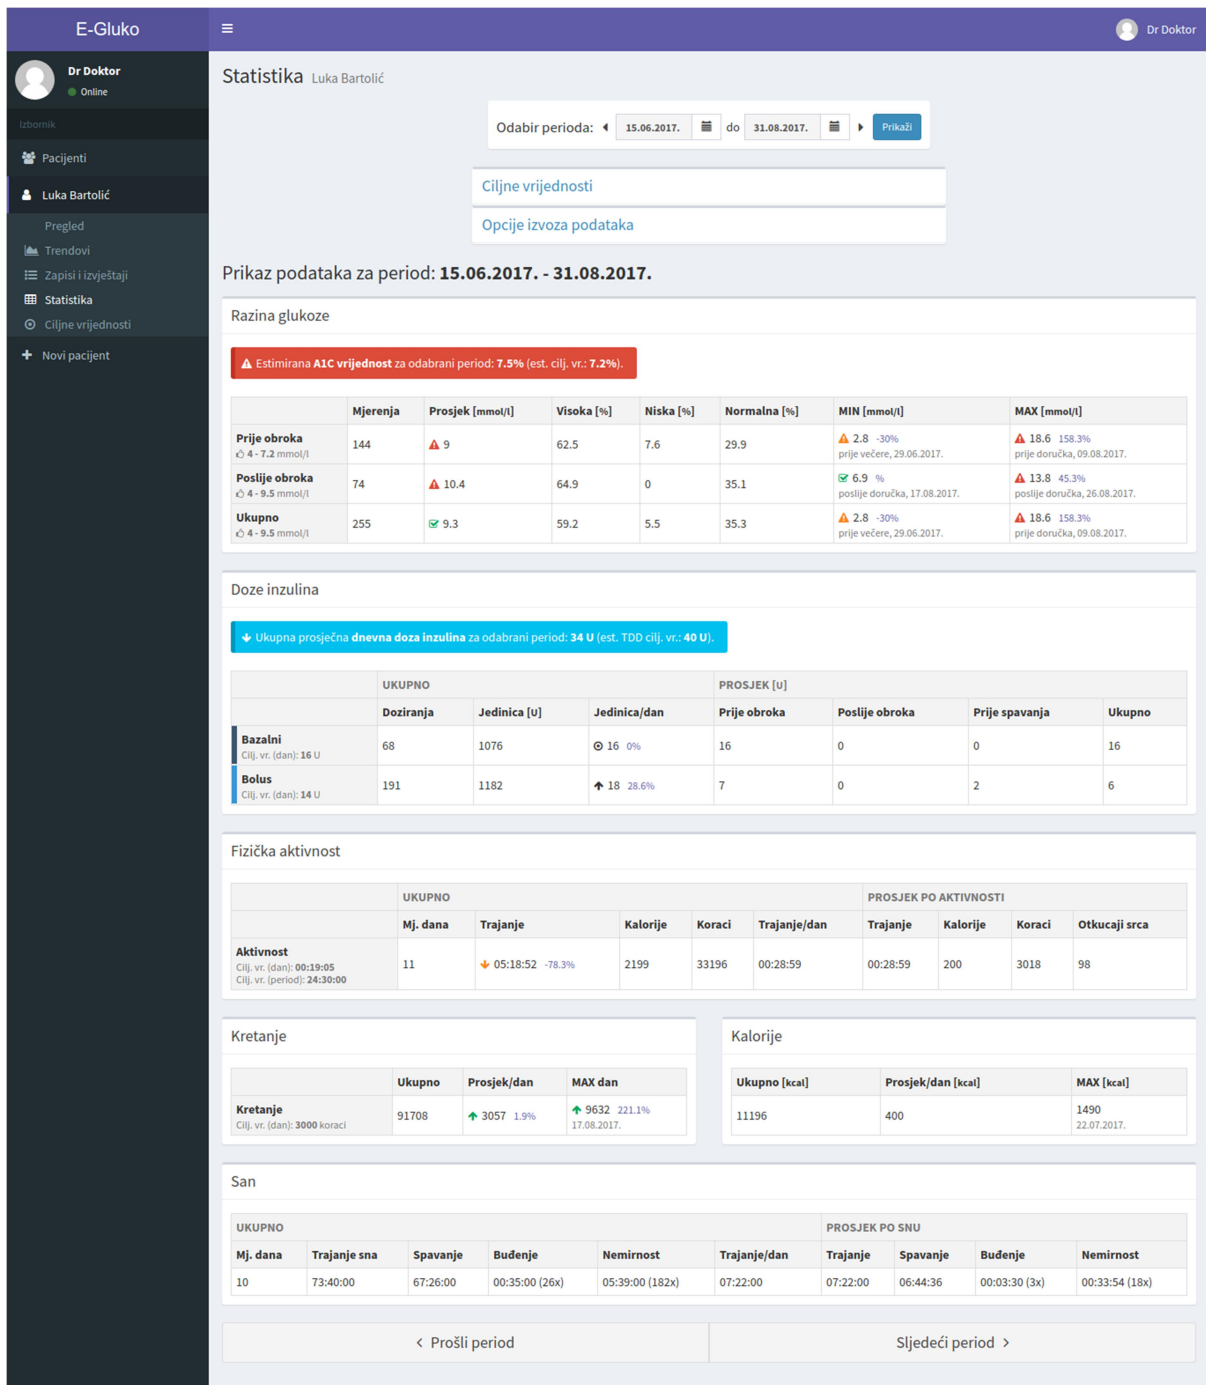 E-Gluko
Dr Doktor
Dr Doktor
Online
Izbornik
Pacijenti
Luka Bartolić
Pregled
Trendovi
Zapisi i izvještaji
Statistika
Ciljne vrijednosti
Novi pacijent
Statistika Luka Bartolić
Odabir perioda: 15.06.2017. do 31.08.2017. Prikaži
Ciljne vrijednosti
Opcije izvoza podataka
Prikaz podataka za period: 15.06.2017. - 31.08.2017.
Razina glukoze
Estimirana A1C vrijednost za odabrani period: 7.5% (est. cilj. vr.: 7.2%).
Mjerenja Prosjek [mmol/l] Visoka [%] Niska [%] Normalna [%] MIN [mmol/l] MAX [mmol/l]
Prije obroka 144 9 62.5 7.6 29.9 2.8 -30% 18.6 158.3%
4 - 7.2 mmol/l prije večere, 29.06.2017. prije doručka, 09.08.2017.
Poslije obroka 74 10.4 64.9 0 35.1 6.9 % 13.8 45.3%
4 - 9.5 mmol/l poslije doručka, 17.08.2017. poslije doručka, 26.08.2017.
Ukupno 255 9.3 59.2 5.5 35.3 2.8 -30% 18.6 158.3%
4 - 9.5 mmol/l prije večere, 29.06.2017. prije doručka, 09.08.2017.
Doze inzulina
Ukupna prosječna dnevna doza inzulina za odabrani period: 34 U (est. TDD cilj. vr.: 40 U).
UKUPNO PROSJEK [U]
Doziranja Jedinica [U] Jedinica/dan Prije obroka Poslije obroka Prije spavanja Ukupno
Bazalni 68 1076 16 0% 16 0 0 16
Cilj. vr. (dan): 16 U
Bolus 191 1182 18 28.6% 7 0 2 6
Cilj. vr. (dan): 14 U
Fizička aktivnost
UKUPNO PROSJEK PO AKTIVNOSTI
Mj. dana Trajanje Kalorije Koraci Trajanje/dan Trajanje Kalorije Koraci Otkucaji srca
Aktivnost 11 05:18:52 -78.3% 2199 33196 00:28:59 00:28:59 200 3018 98
Cilj. vr. (dan): 00:19:05
Cilj. vr. (period): 24:30:00
Kretanje
Ukupno Prosjek/dan MAX dan
Kretanje 91708 3057 1.9% 9632 221.1%
Cilj. vr. (dan): 3000 koraci 17.08.2017.
Kalorije
Ukupno [kcal] Prosjek/dan [kcal] MAX [kcal]
11196 400 1490
22.07.2017.
San
UKUPNO PROSJEK PO SNU
Mj. dana Trajanje sna Spavanje Buđenje Nemirnost Trajanje/dan Trajanje Spavanje Buđenje Nemirnost
10 73:40:00 67:26:00 00:35:00 (26x) 05:39:00 (182x) 07:22:00 07:22:00 06:44:36 00:03:30 (3x) 00:33:54 (18x)
Prošli period Sljedeći period